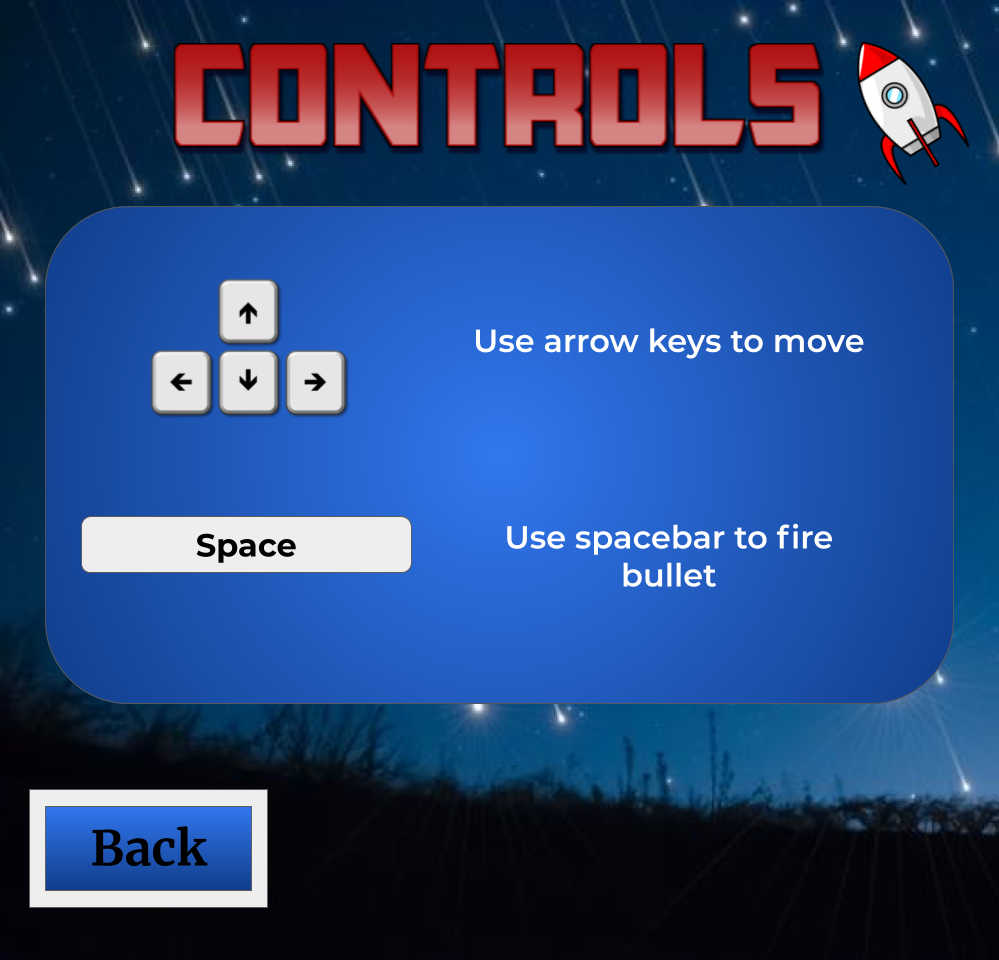 CONTROLS
↑
← ↓ →
Use arrow keys to move
Space
Use spacebar to fire
bullet
Back